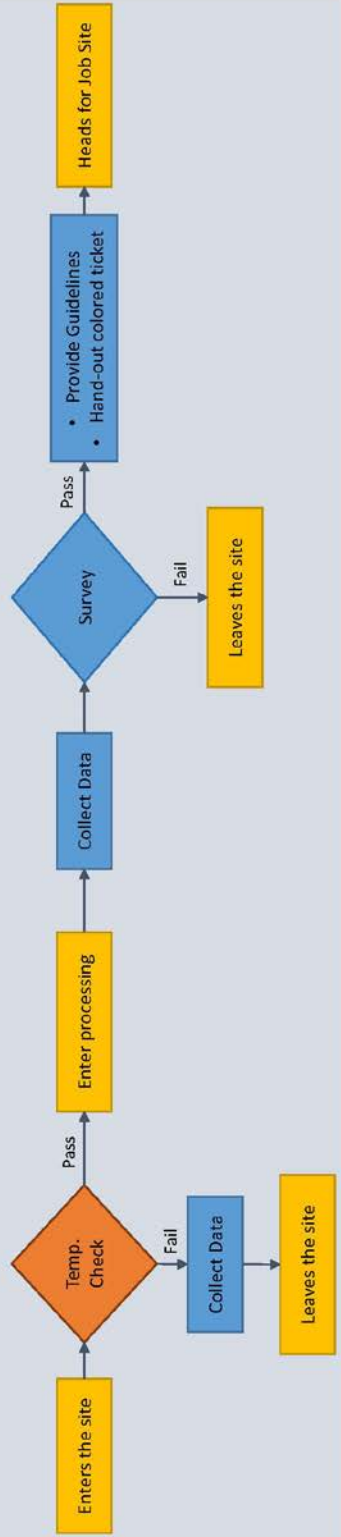 Enters the site
Temp.
Check
Pass
Fail
Collect Data
Leaves the site
Enter processing
Collect Data
Survey
Pass
Fail
Leaves the site
• Provide Guidelines
• Hand-out colored ticket
Heads for Job Site